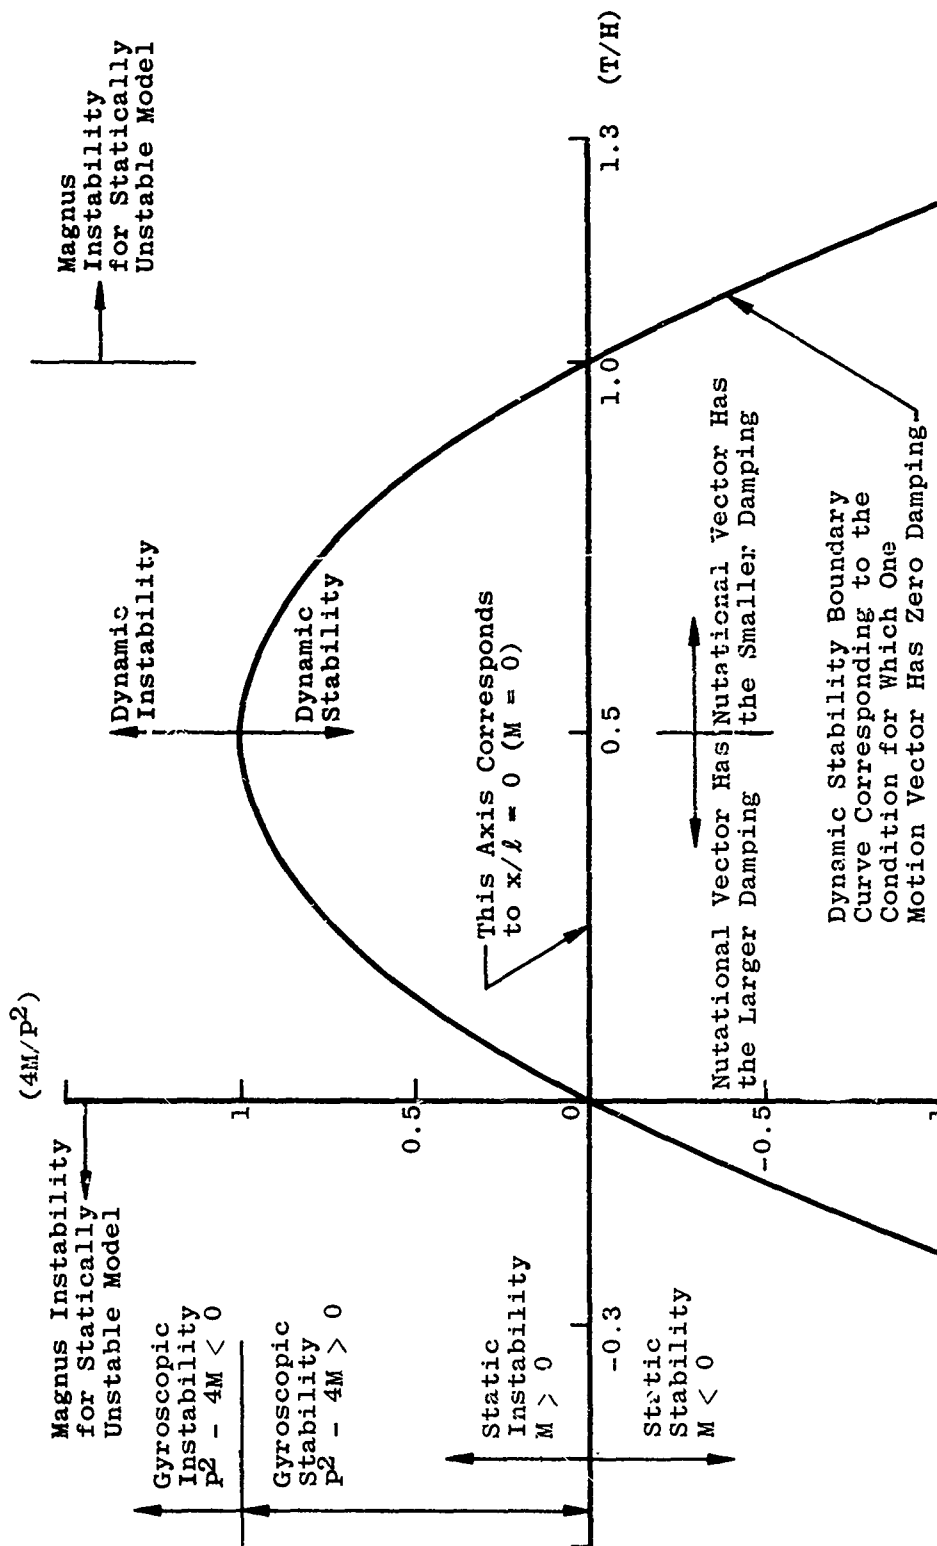 (4M/P²)
Magnus Instability
for Statically
Unstable Model
Magnus
Instability
for Statically
Unstable Model
Gyroscopic
Instability
P² - 4M < 0
Gyroscopic
Stability
P² - 4M > 0
Dynamic
Instability
Dynamic
Stability
1
0.5
0
-0.5
Static
Instability
M > 0
Static
Stability
M < 0
This Axis Corresponds
to x/ℓ = 0 (M = 0)
-0.3
0.5
1.0
1.3
(T/H)
Nutational Vector Has
the Larger Damping
Nutational Vector Has
the Smaller Damping
Dynamic Stability Boundary
Curve Corresponding to the
Condition for Which One
Motion Vector Has Zero Damping